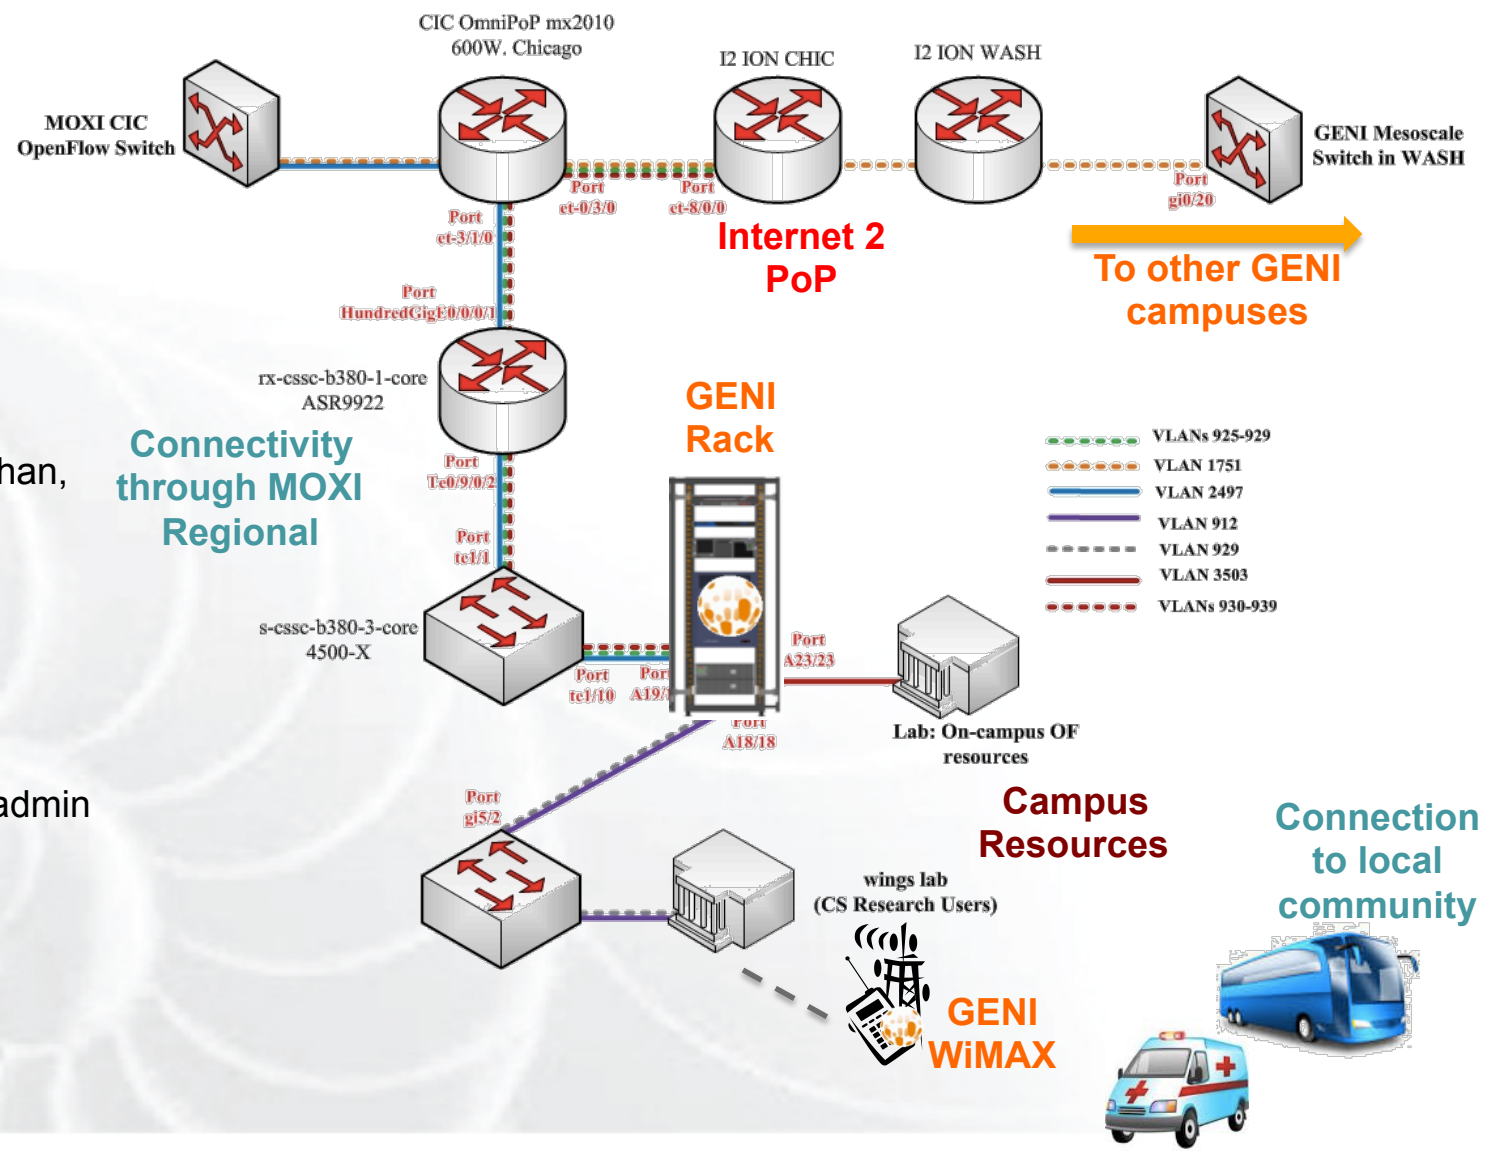 CIC OmniPoP mx2010
600W. Chicago
I2 ION CHIC
I2 ION WASH
MOXI CIC
OpenFlow Switch
GENI Mesoscale
Switch in WASH
Port
et-0/3/0
Port
et-8/0/0
Port
gi0/20
Port
et-3/1/0
Internet 2
PoP
To other GENI
campuses
Port
HundredGigE0/0/0/1
rx-cssc-b380-1-core
ASR9922
GENI
Rack
Connectivity
through MOXI
Regional
Port
Te0/9/0/2
VLANs 925-929
VLAN 1751
VLAN 2497
VLAN 912
VLAN 929
VLAN 3503
VLANs 930-939
Port
te1/1
s-cssc-b380-3-core
4500-X
Port
te1/10
Port
Port
A23/23
Port
A18/18
Lab: On-campus OF
resources
admin
Port
gi5/2
Campus
Resources
Connection
to local
community
wings lab
(CS Research Users)
GENI
WiMAX